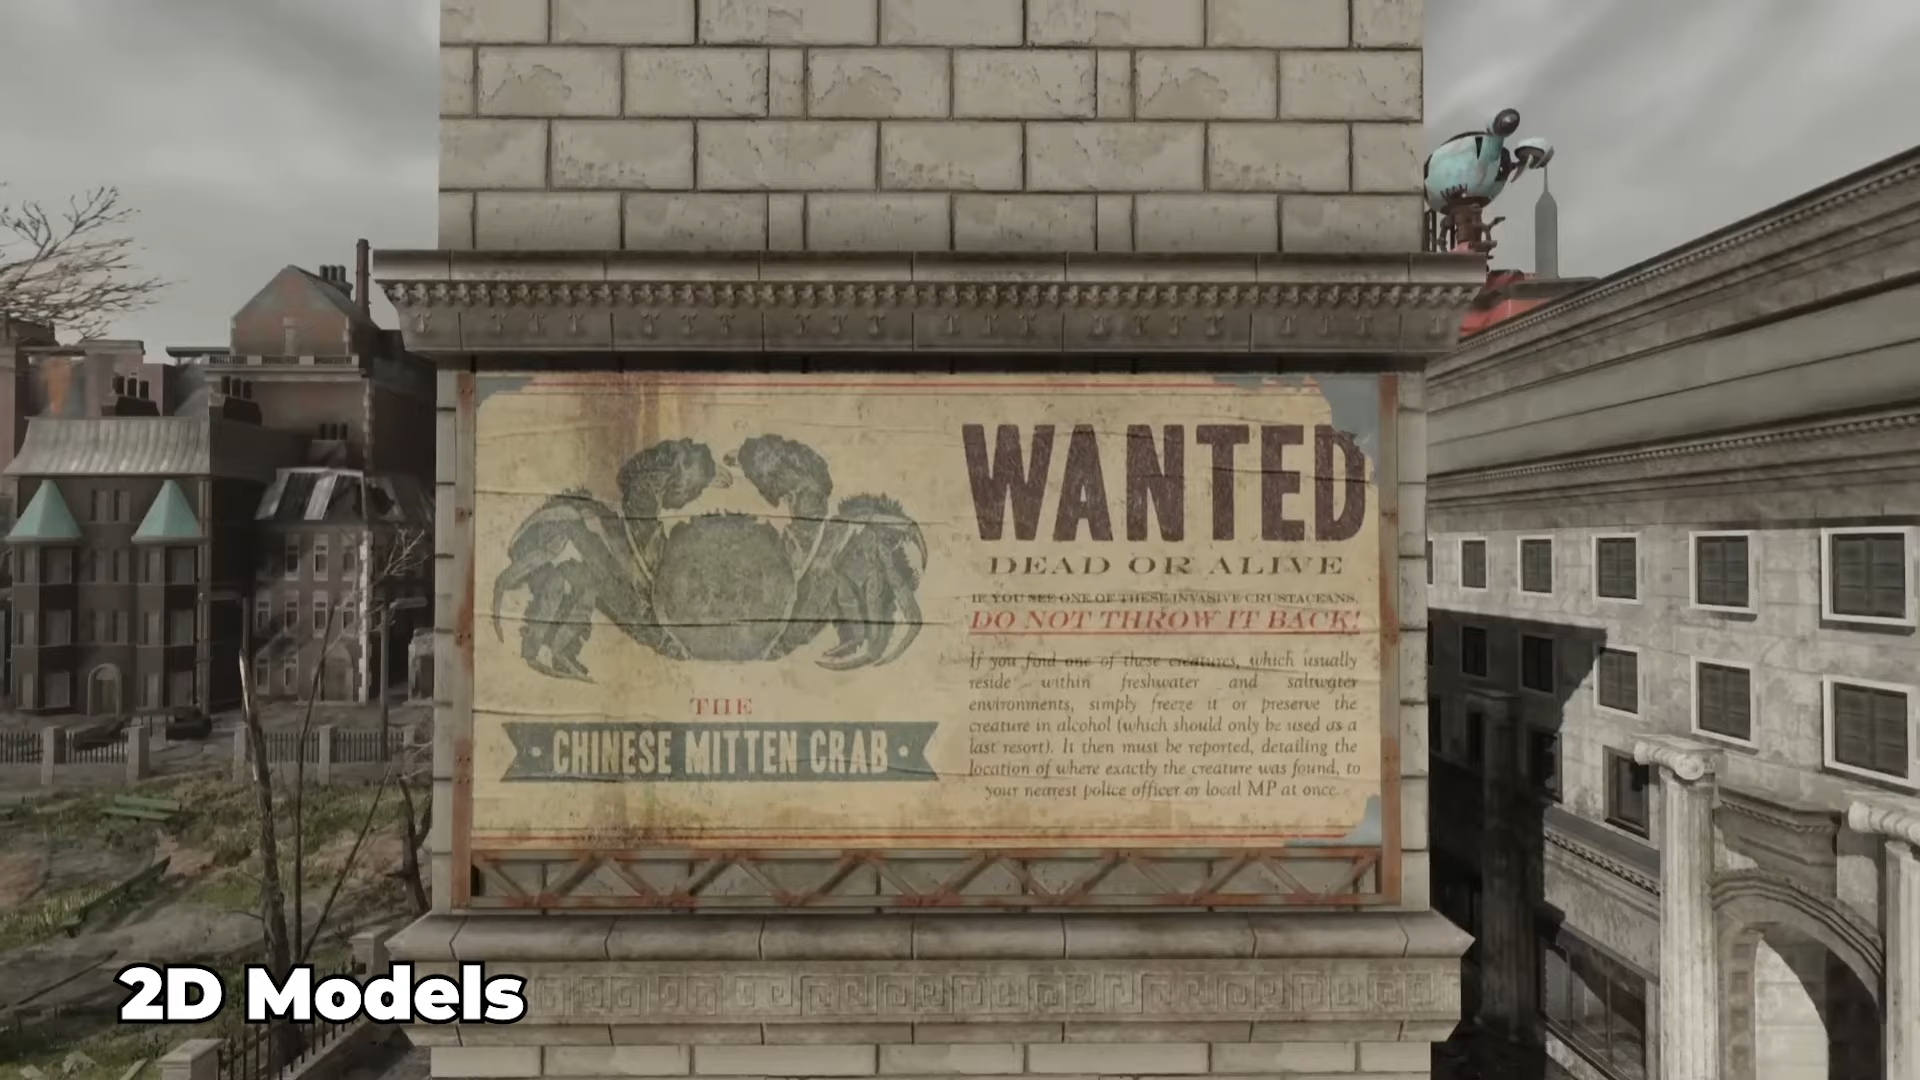 WANTED
DEAD OR ALIVE
IF YOU SEE ONE OF THESE INVASIVE CRUSTACEANS,
DO NOT THROW IT BACK!
If you find one of these creatures, which usually
reside within freshwater and saltwater
environments, simply freeze it or preserve the
creature in alcohol (which should only be used as a
last resort). It then must be reported, detailing the
location of where exactly the creature was found, to
your nearest police officer or local MP at once.
THE
· CHINESE MITTEN CRAB ·
2D Models